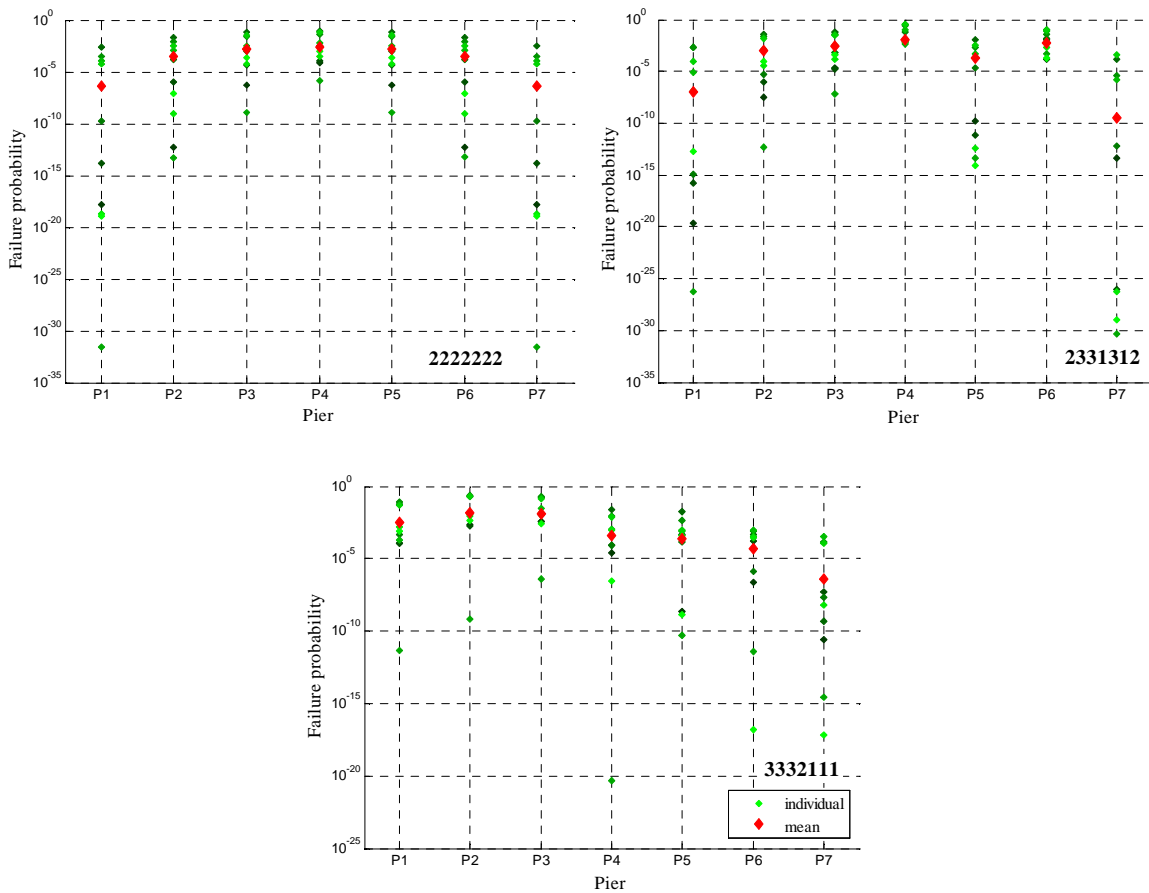 Failure probability
10^0
10^-5
10^-10
10^-15
10^-20
10^-25
10^-30
10^-35
2222222
P1 P2 P3 P4 P5 P6 P7
Pier
Failure probability
10^0
10^-5
10^-10
10^-15
10^-20
10^-25
10^-30
10^-35
2331312
P1 P2 P3 P4 P5 P6 P7
Pier
Failure probability
10^0
10^-5
10^-10
10^-15
10^-20
10^-25
3332111
individual
mean
P1 P2 P3 P4 P5 P6 P7
Pier